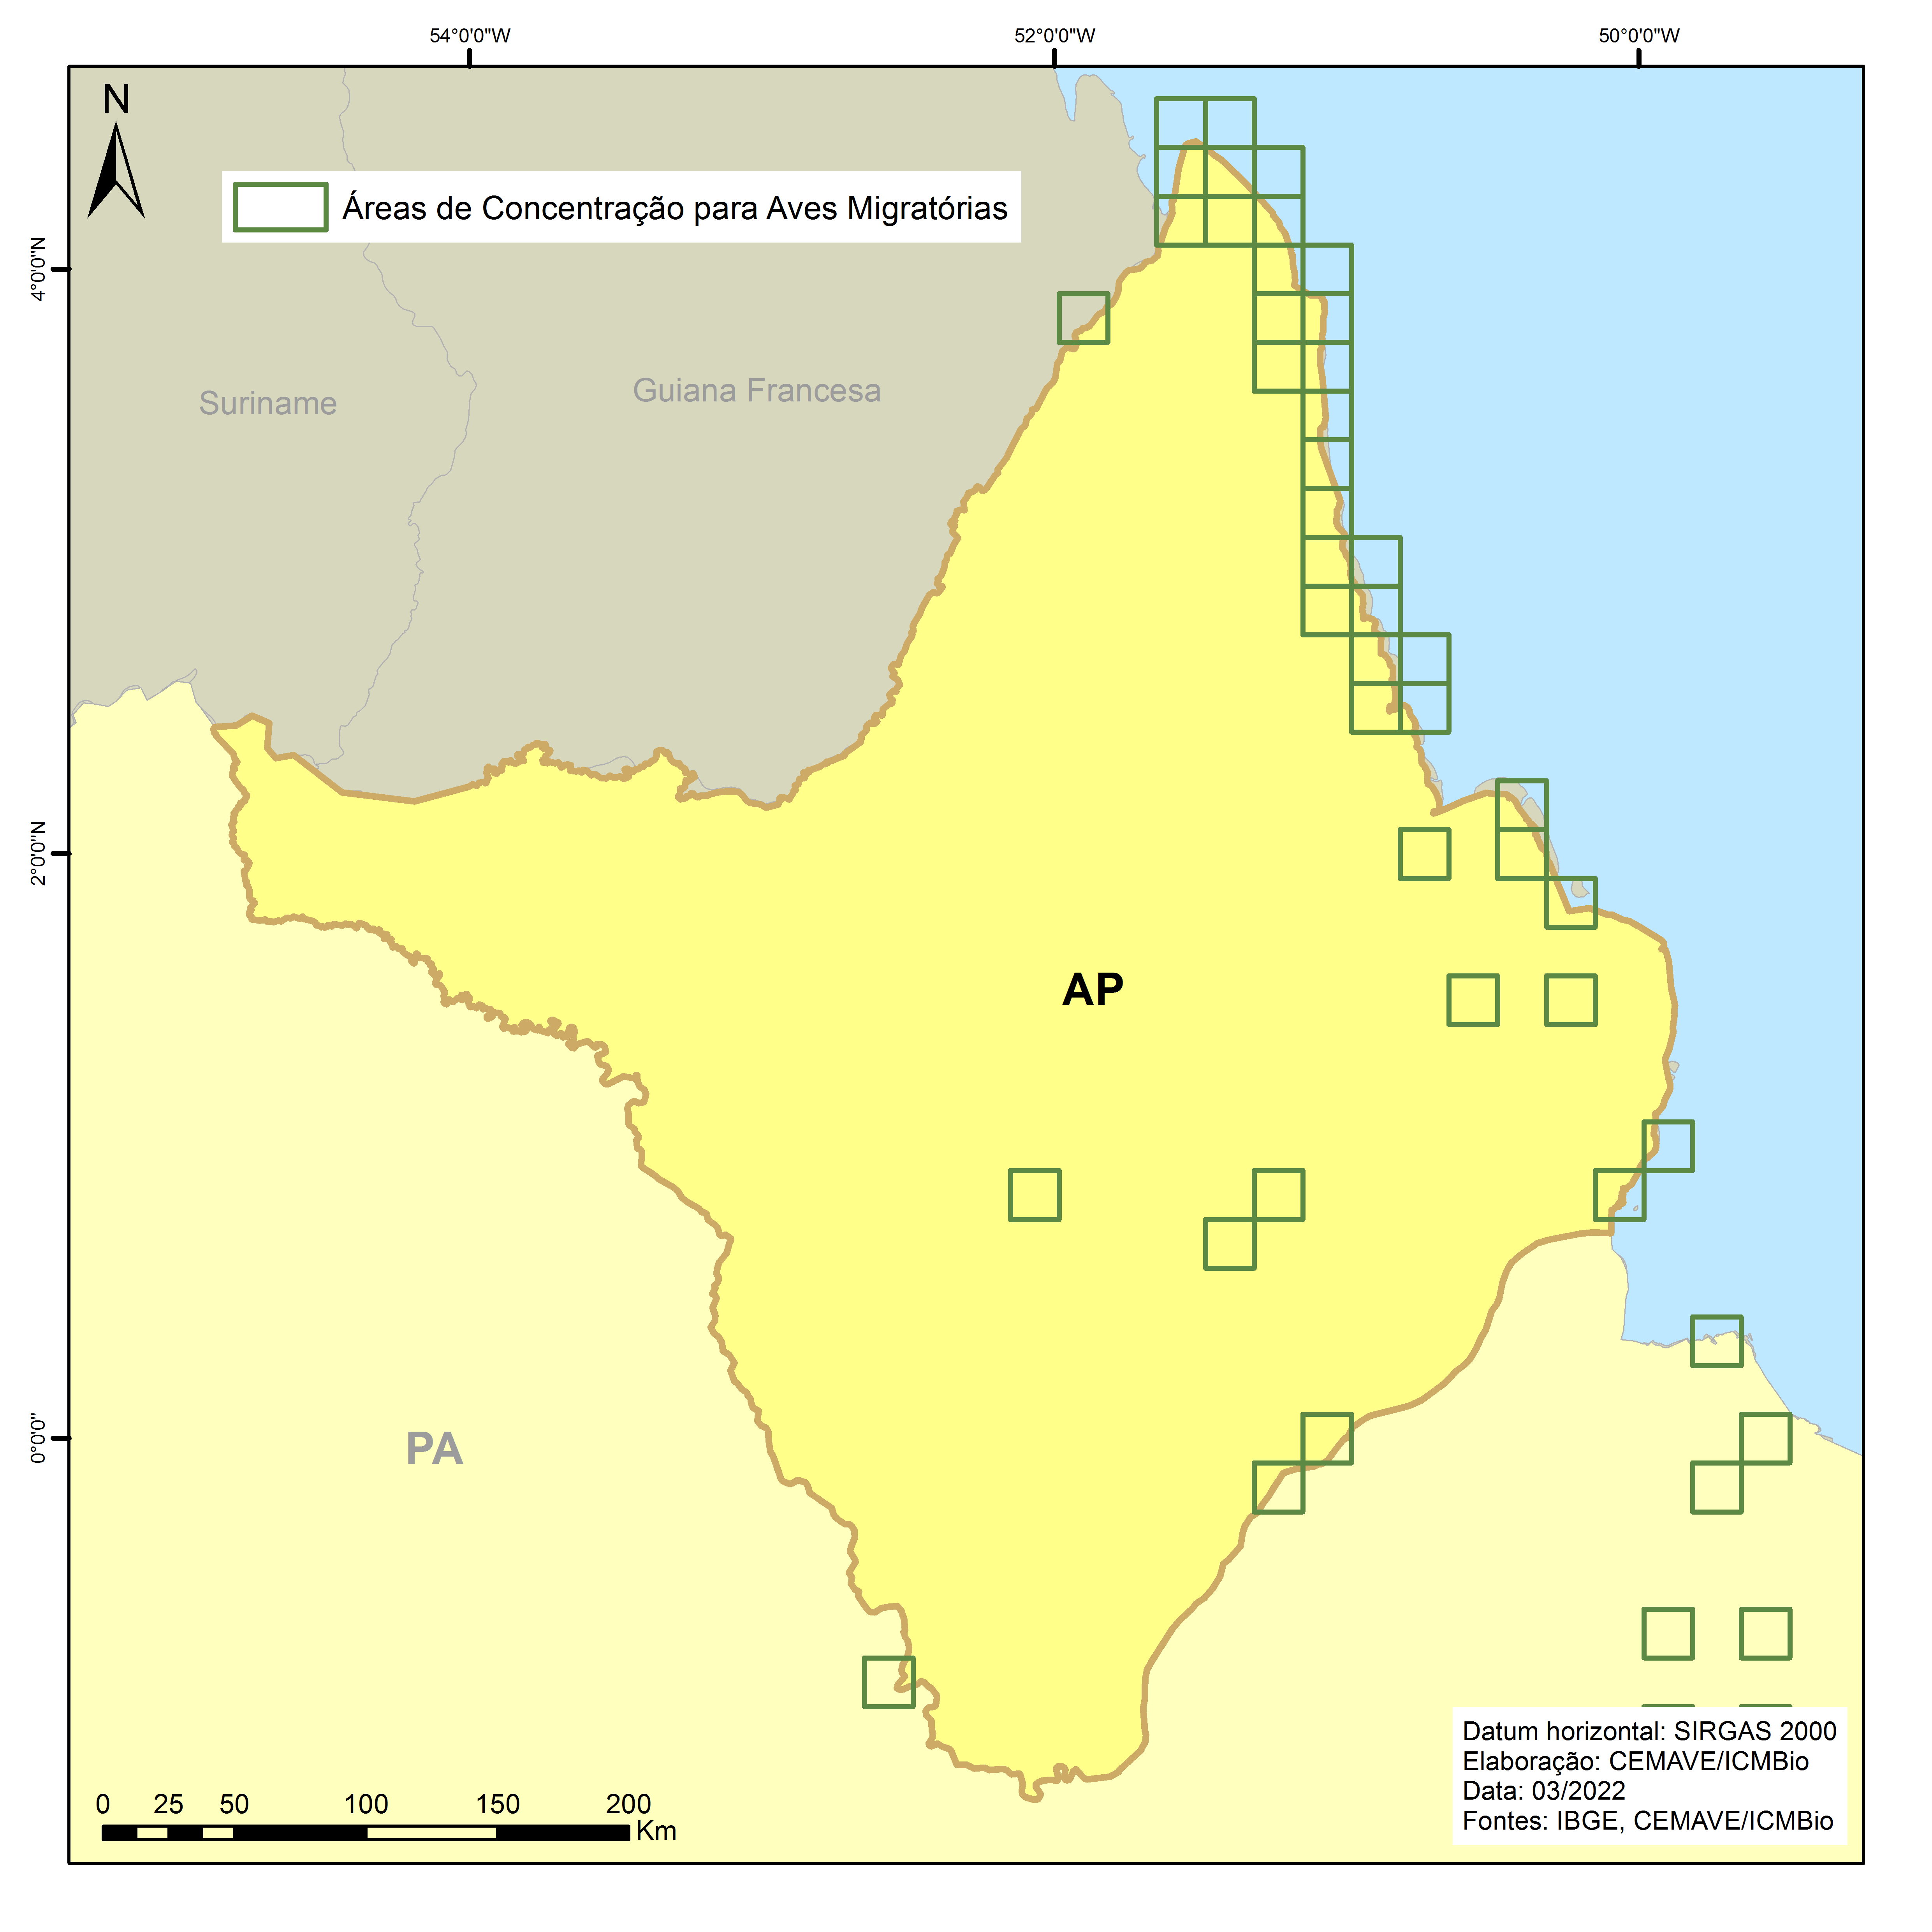 54°0'0"W
52°0'0"W
50°0'0"W
N
Áreas de Concentração para Aves Migratórias
4°0'0"N
Suriname
Guiana Francesa
2°0'0"N
AP
0°0'0"
PA
Datum horizontal: SIRGAS 2000
Elaboração: CEMAVE/ICMBio
Data: 03/2022
Fontes: IBGE, CEMAVE/ICMBio
0 25 50 100 150 200
Km